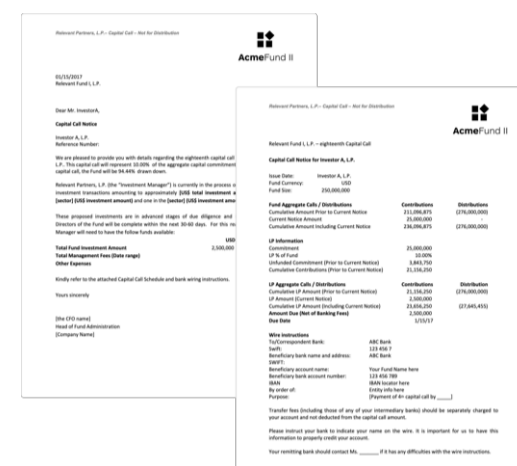 Relevant Partners, L.P. - Capital Call - Not for Distribution
AcmeFund II
01/15/2017
Relevant Fund I, L.P.
Dear Mr. InvestorA,
Capital Call Notice
Investor A, L.P.
Reference Number:
We are pleased to provide you with details regarding the eighteenth capital call
L.P. This capital call will represent 10.00% of the aggregate capital commitment
capital call, the Fund will be 94.44% drawn down.
Relevant Partners, L.P. (the "Investment Manager") is currently in the process o
investment transactions amounting to approximately [US$ total investment a
[sector] [US$ investment amount) and one in the [sector] [US$ investment amo
These proposed investments are in advanced stages of due diligence and
Directors of the Fund will be complete within the next 30-60 days. For this re
Manager will need to have the follow funds available:
USD
Total Fund Investment Amount 2,500,000
Total Management Fees (Date range)
Other Expenses
Kindly refer to the attached Capital Call Schedule and bank wiring instructions.
Yours sincerely
[the CFO name]
Head of Fund Administration
[Company Name]
Relevant Partners, L.P. - Capital Call - Not for Distribution
AcmeFund II
Relevant Fund I, L.P. – eighteenth Capital Call
Capital Call Notice for Investor A, L.P.
Issue Date: Investor A, L.P.
Fund Currency: USD
Fund Size: 250,000,000
Fund Aggregate Calls / Distributions Contributions Distributions
Cumulative Amount Prior to Current Notice 211,098,875 (276,000,000)
Current Notice Amount 25,000,000 -
Cumulative Amount Including Current Notice 236,098,875 (276,000,000)
LP Information
Commitment 25,000,000
LP % of Fund 10.00%
Unfunded Commitment (Prior to Current Notice) 3,843,750
Cumulative Contributions (Prior to Current Notice) 21,156,250
LP Aggregate Calls / Distributions Contributions Distribution
Cumulative LP Amount (Prior to Current Notice) 21,156,250 (276,000,000)
LP Amount (Current Notice) 2,500,000
Cumulative LP Amount (Including Current Notice) 23,656,250 (27,645,455)
Amount Due (Net of Banking Fees) 2,500,000
Due Date 1/15/17
Wire instructions
To/Correspondent Bank: ABC Bank
Swift: 123 456 7
Beneficiary bank name and address: ABC Bank
SWIFT:
Beneficiary account name: Your Fund Name here
Beneficiary bank account number: 123 456 789
IBAN IBAN locator here
By order of: Entity info here
Purpose: [Payment of 4th capital call by _____]
Transfer fees (including those of any of your intermediary banks) should be separately charged to
your account and not deducted from the capital call amount.
Please instruct your bank to indicate your name on the wire. It is important for us to have this
information to properly credit your account.
Your remitting bank should contact Ms. ______ if it has any difficulties with the wire instructions.